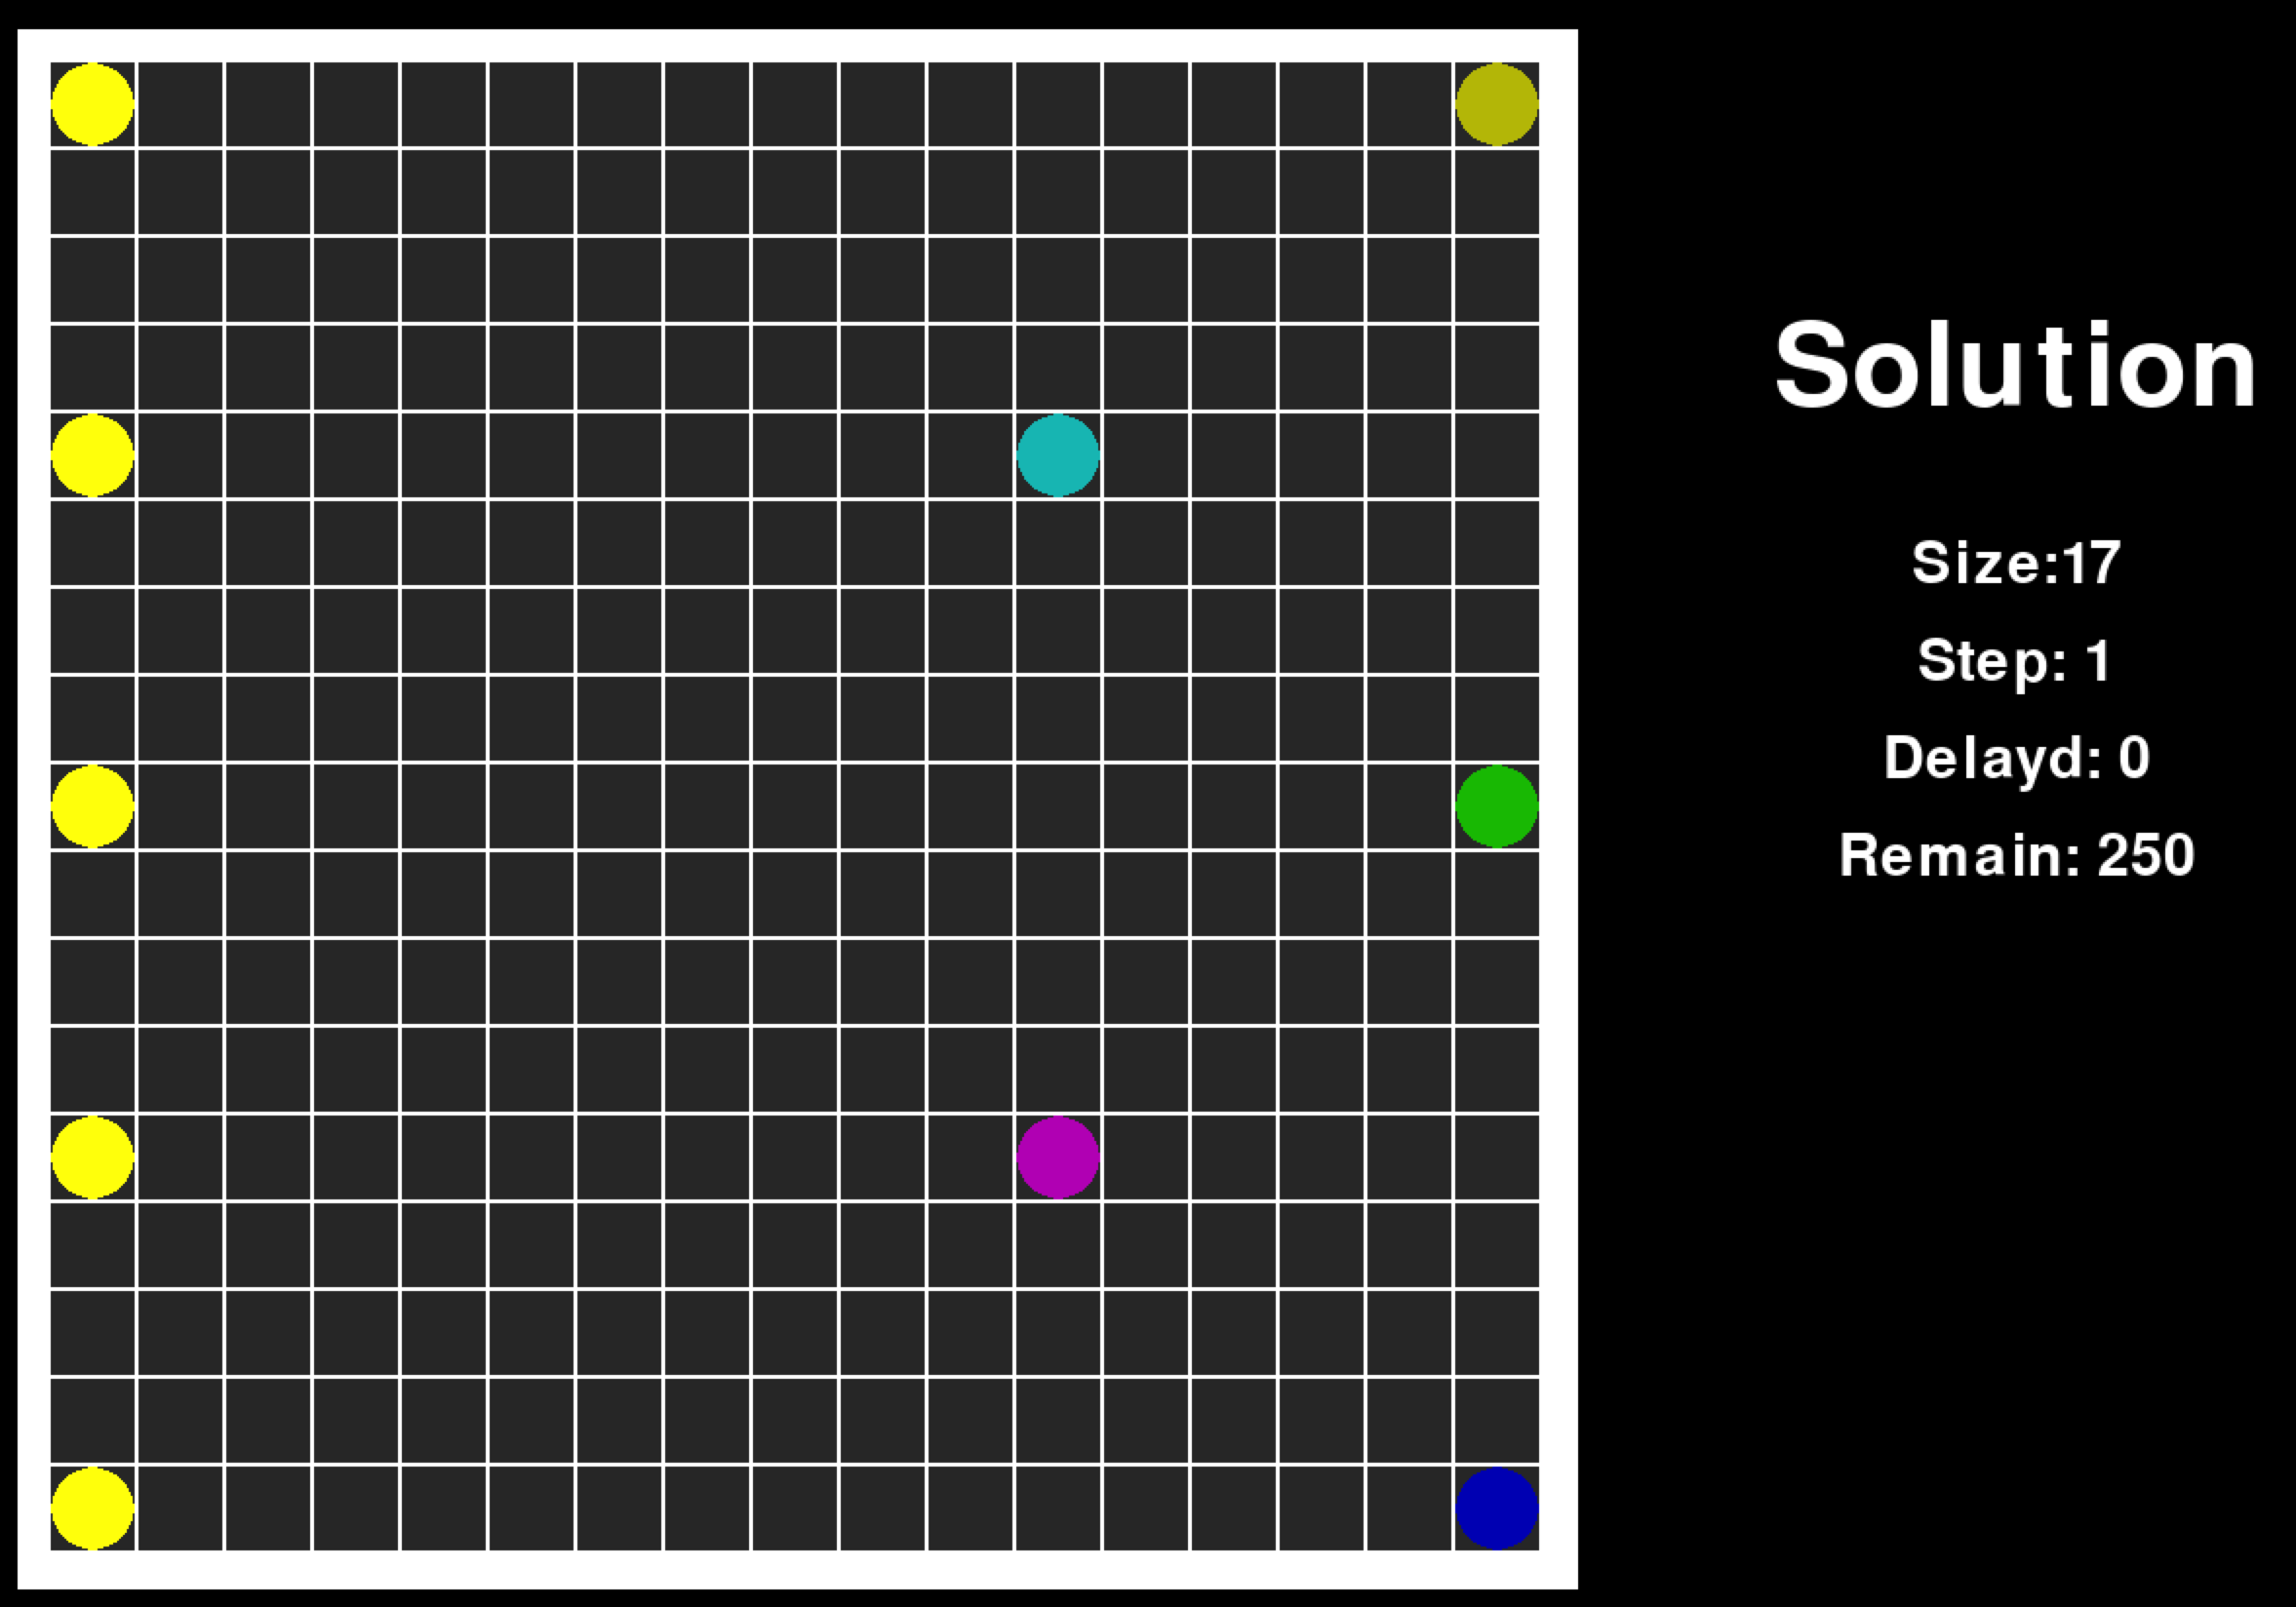 Solution
Size:17
Step: 1
Delayd: 0
Remain: 250